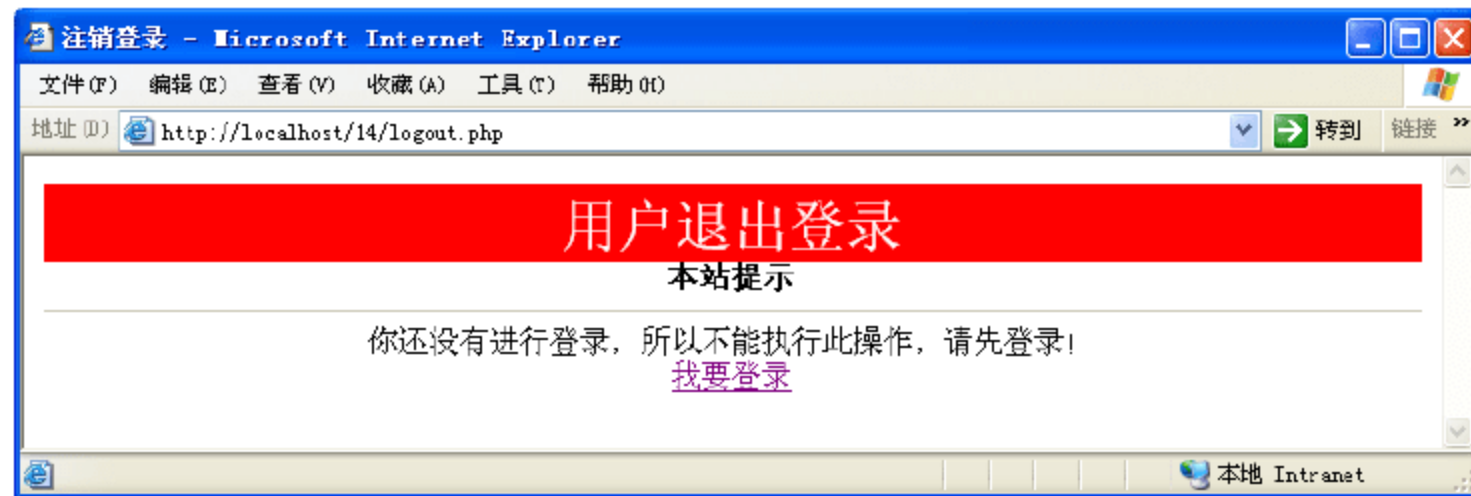 注销登录 - Microsoft Internet Explorer
文件(F) 编辑(E) 查看(V) 收藏(A) 工具(T) 帮助(H)
地址(D) http://localhost/14/logout.php 转到 链接 »
用户退出登录
本站提示
你还没有进行登录，所以不能执行此操作，请先登录!
我要登录
本地 Intranet